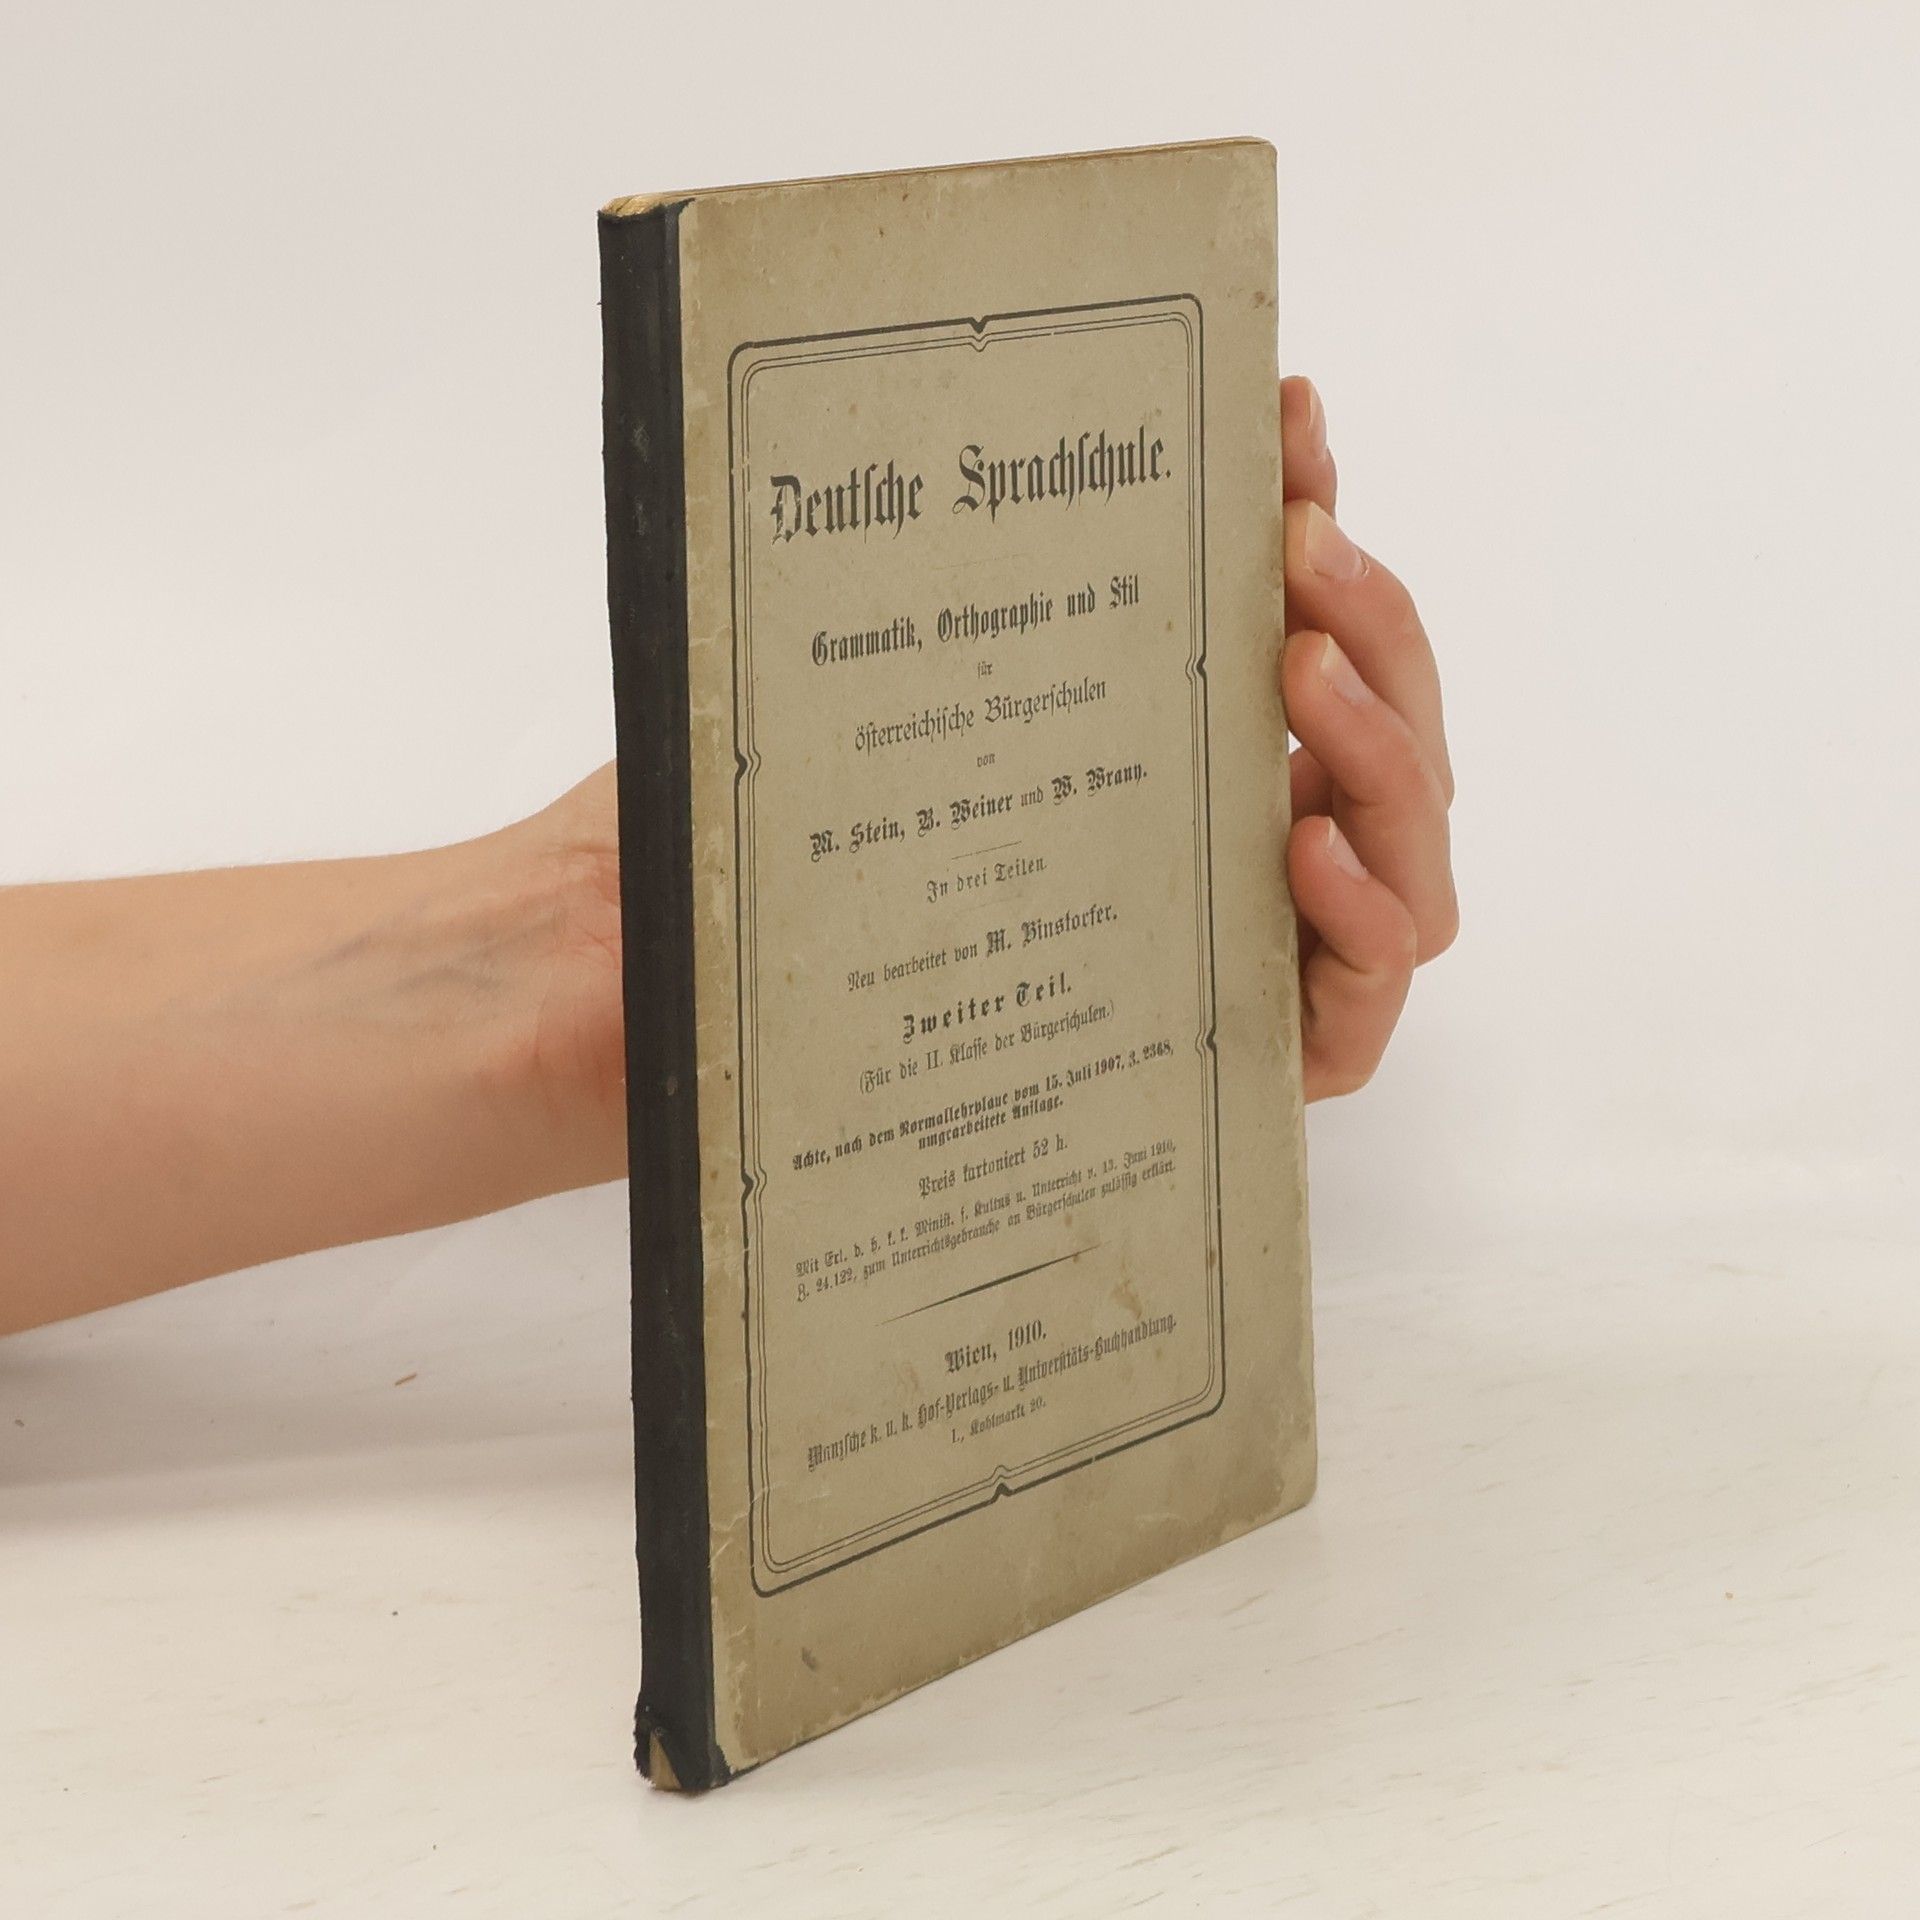 Deutsche Sprachschule.
Grammatik, Orthographie und Stil
für
österreichische Bürgerschulen
von
M. Stein, B. Weiner und W. Wrany.
In drei Teilen
Neu bearbeitet von M. Binstorfer.
Zweiter Teil.
(Für die II. Klasse der Bürgerschulen.)
Achte, nach dem Normallehrplane vom 15. Juli 1907, Z. 2368,
umgearbeitete Auflage.
Preis kartoniert 52 h.
Mit Erl. d. h. k. k. Minist. f. Kultus u. Unterricht v. 13. Juni 1910,
Z. 24.122, zum Unterrichtsgebrauche an Bürgerschulen zulässig erklärt.
Wien, 1910.
Manzsche k. u. k. Hof-Verlags- u. Universitäts-Buchhandlung.
I., Kohlmarkt 20.